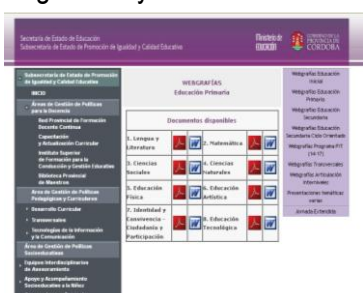 Secretaría de Estado de Educación
Subsecretaría de Estado de Promoción de Igualdad y Calidad Educativa
Ministerio de
EDUCACIÓN
GOBIERNO DE LA
PROVINCIA DE
CÓRDOBA
Subsecretaría de Estado de Promoción
de Igualdad y Calidad Educativa
INICIO
Áreas de Gestión de Políticas
para la Docencia
Red Provincial de Formación
Docente Continua
Capacitación
y Actualización Curricular
Instituto Superior
de Formación para la
Conducción y Gestión Educativa
Biblioteca Provincial
de Maestros
Área de Gestión de Políticas
Pedagógicas y Curriculares
Desarrollo Curricular
Transversales
Tecnologías de la Información
y la Comunicación
Área de Gestión de Políticas
Socioeducativas
Equipos Interdisciplinarios
de Asesoramiento
Apoyo y Acompañamiento
Socioeducativo a la Niñez
WEBGRAFÍAS
Educación Primaria
Documentos disponibles
1. Lengua y
Literatura
2. Matemática
3. Ciencias
Sociales
4. Ciencias
Naturales
5. Educación
Física
6. Educación
Artística
7. Identidad y
Convivencia -
Ciudadanía y
Participación
8. Educación
Tecnológica
Webgrafías Educación
Inicial
Webgrafías Educación
Primaria
Webgrafías Educación
Secundaria
Webgrafías Educación
Secundaria Ciclo Orientado
Webgrafías Programa PIT
(14-17)
Webgrafías Transversales
Webgrafías Articulación
Interniveles
Presentaciones temáticas
varias
Jornada Extendida